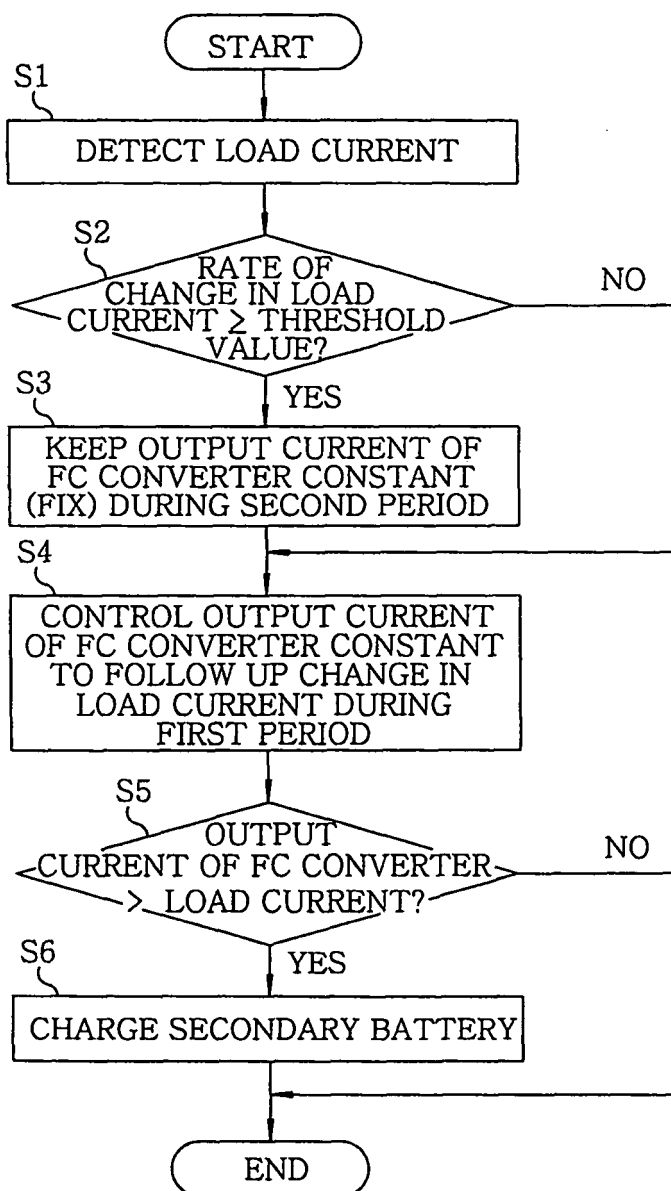 START
S1
DETECT LOAD CURRENT
S2
RATE OF
CHANGE IN LOAD
CURRENT ≥ THRESHOLD
VALUE?
NO
YES
S3
KEEP OUTPUT CURRENT OF
FC CONVERTER CONSTANT
(FIX) DURING SECOND PERIOD
S4
CONTROL OUTPUT CURRENT
OF FC CONVERTER CONSTANT
TO FOLLOW UP CHANGE IN
LOAD CURRENT DURING
FIRST PERIOD
S5
OUTPUT
CURRENT OF FC CONVERTER
> LOAD CURRENT?
NO
YES
S6
CHARGE SECONDARY BATTERY
END